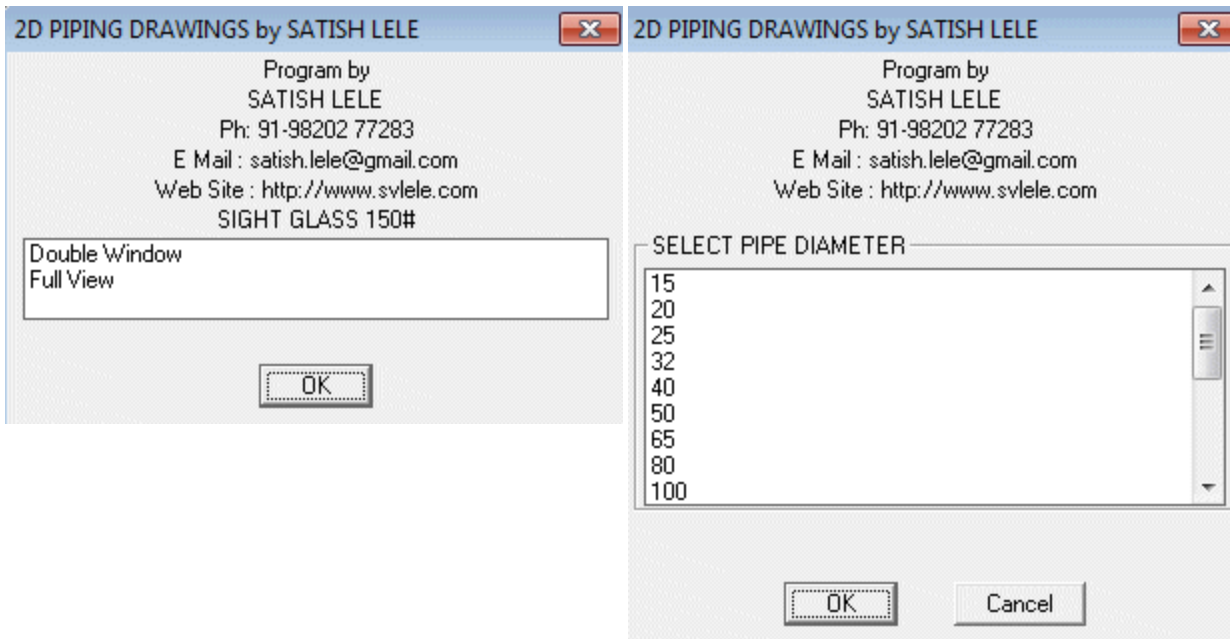 2D PIPING DRAWINGS by SATISH LELE
Program by
SATISH LELE
Ph: 91-98202 77283
E Mail : satish.lele@gmail.com
Web Site : http://www.svlele.com
SIGHT GLASS 150#
Double Window
Full View
OK
2D PIPING DRAWINGS by SATISH LELE
Program by
SATISH LELE
Ph: 91-98202 77283
E Mail : satish.lele@gmail.com
Web Site : http://www.svlele.com
SELECT PIPE DIAMETER
15
20
25
32
40
50
65
80
100
OK
Cancel